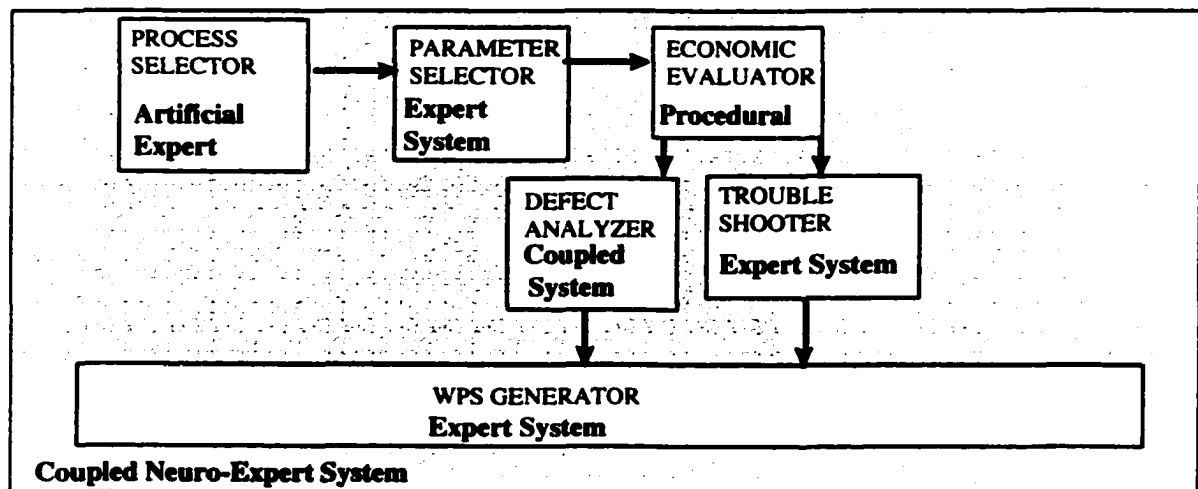 PROCESS
SELECTOR
Artificial
Expert
PARAMETER
SELECTOR
Expert
System
ECONOMIC
EVALUATOR
Procedural
DEFECT
ANALYZER
Coupled
System
TROUBLE
SHOOTER
Expert System
WPS GENERATOR
Expert System
Coupled Neuro-Expert System